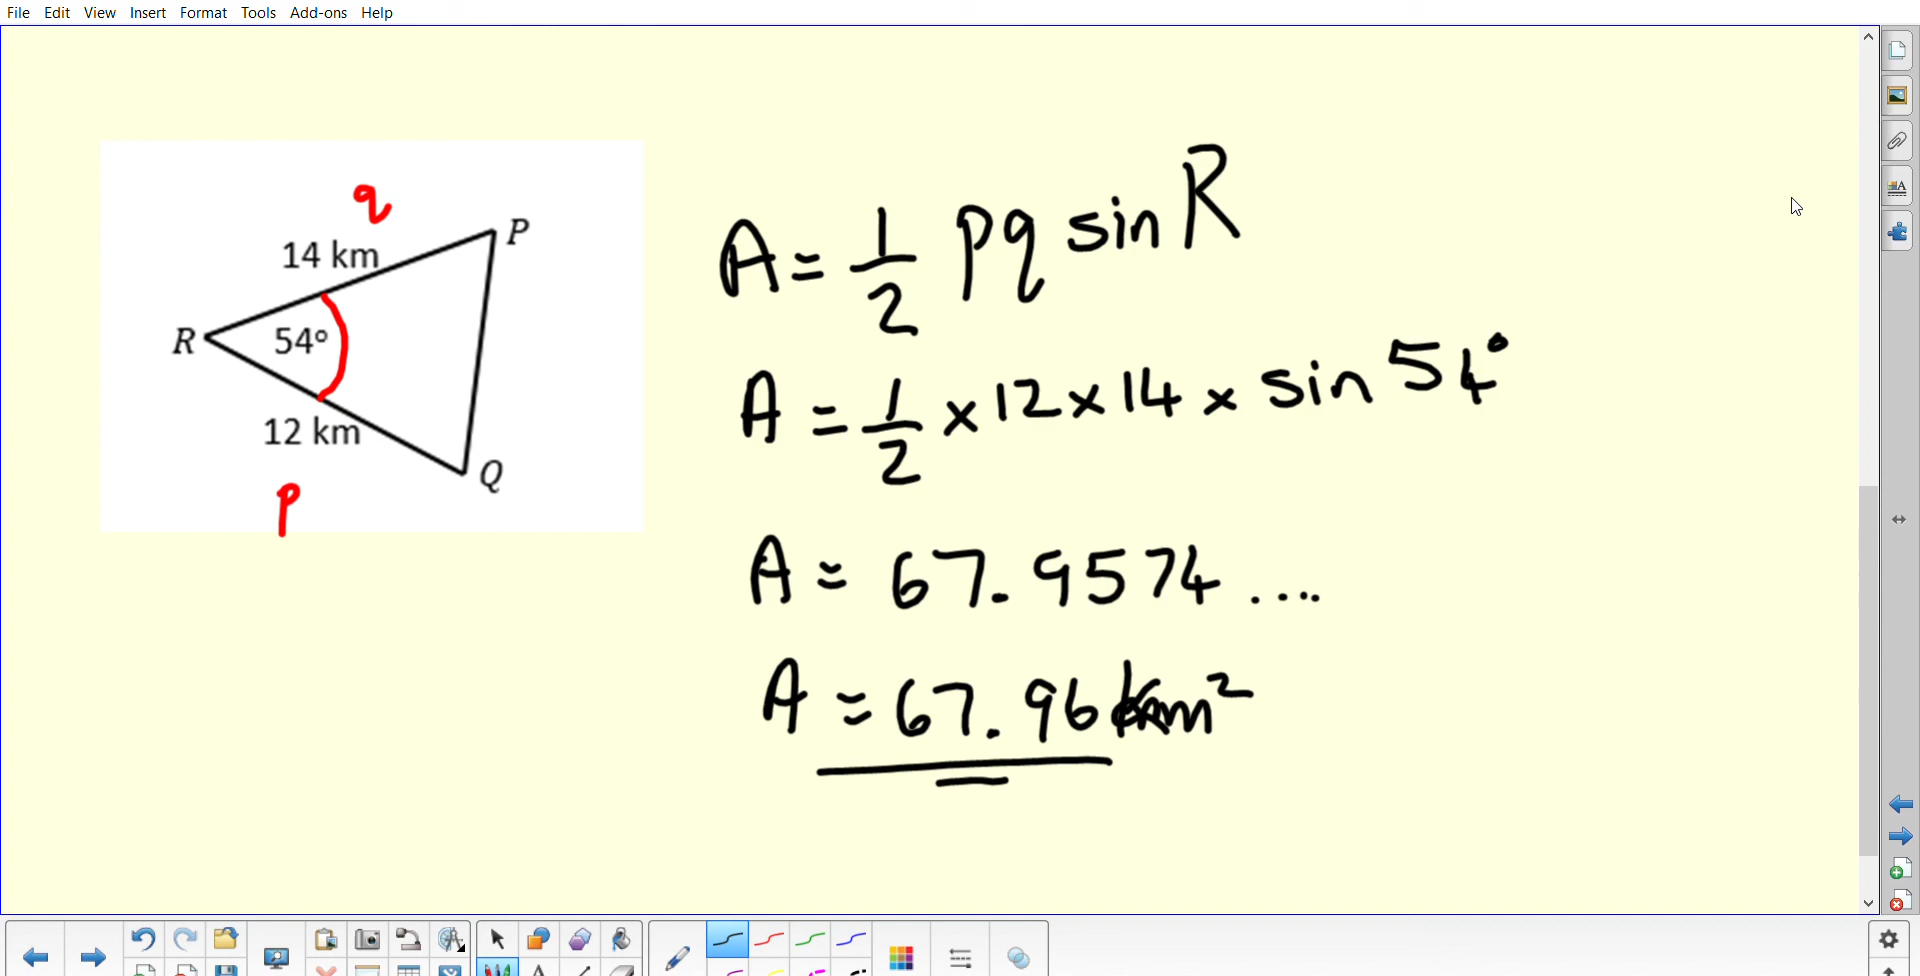 File Edit View Insert Format Tools Add-ons Help
q
14 km
P
R
54°
12 km
Q
p
A = 1/2 pq sin R
A = 1/2 × 12 × 14 × sin 54°
A = 67.9574....
A = 67.96 km²